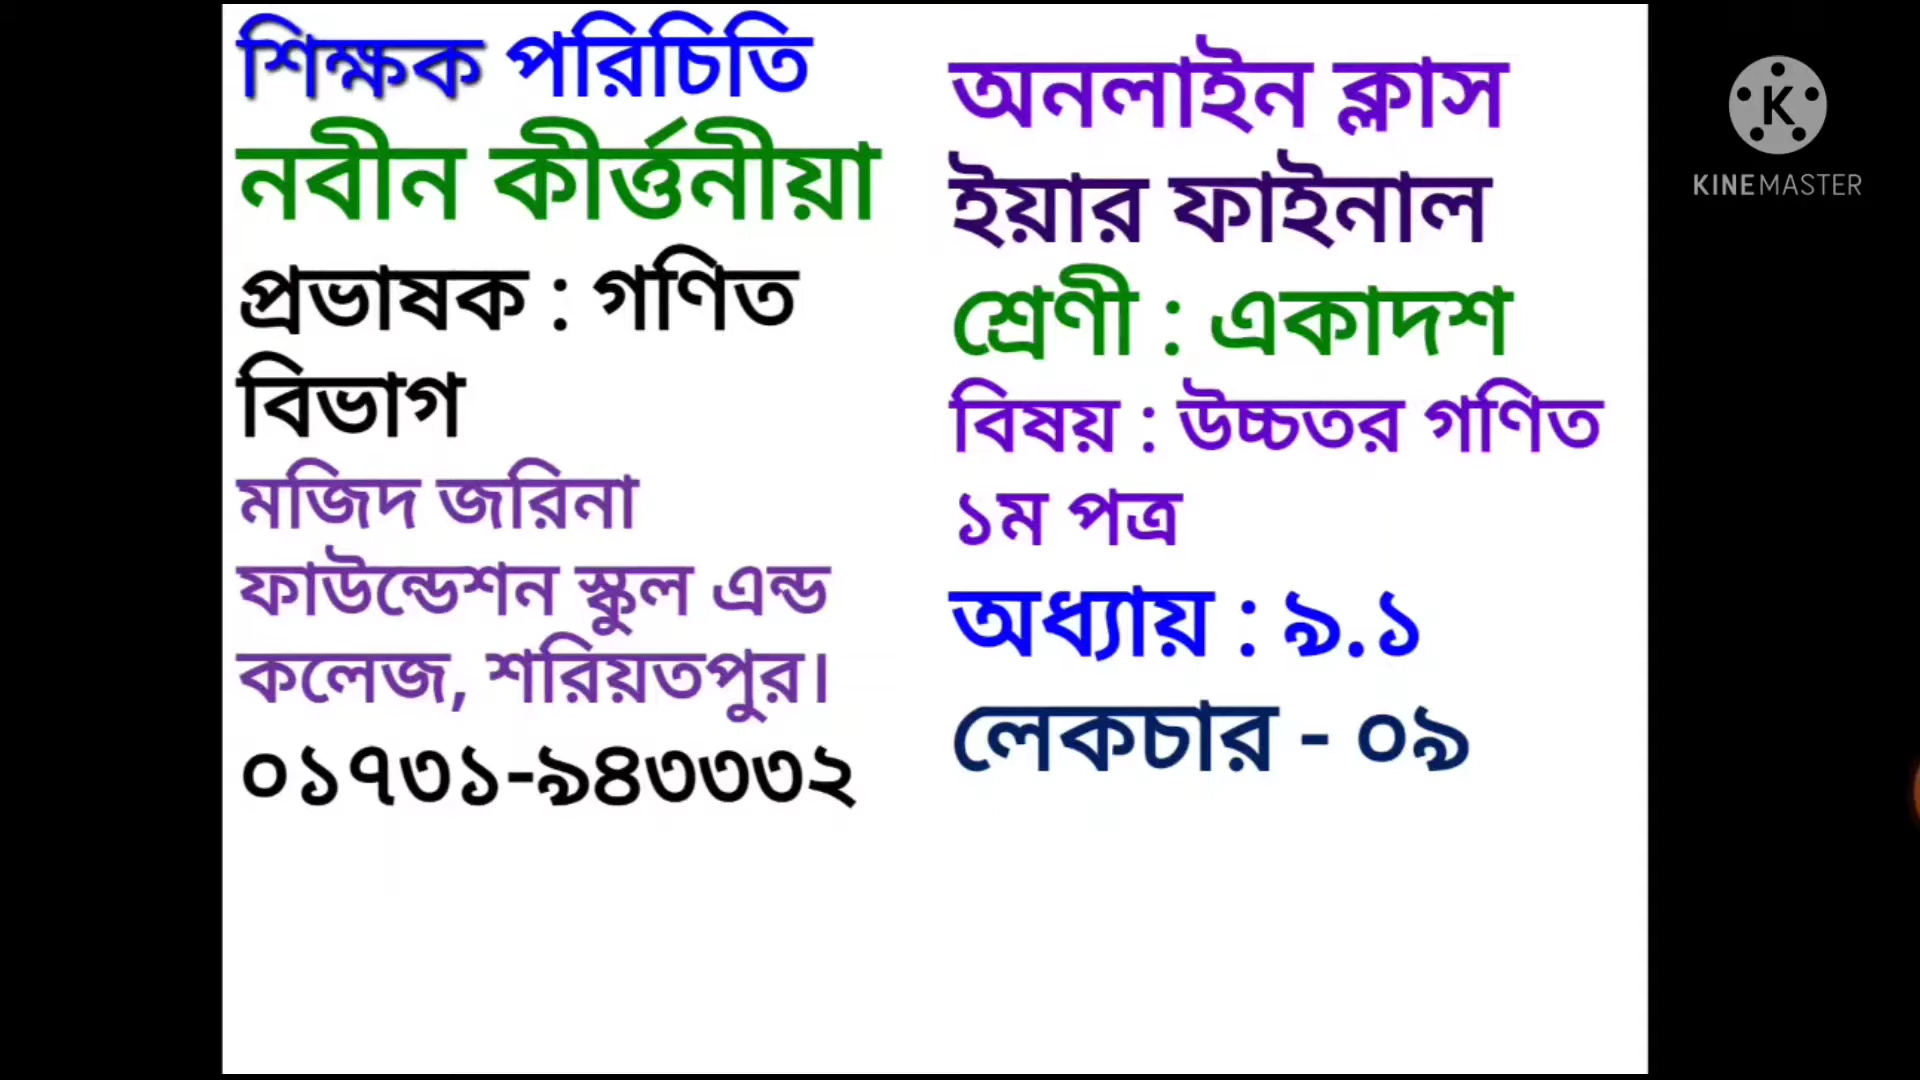 শিক্ষক পরিচিতি
নবীন কীর্ত্তনীয়া
প্রভাষক : গণিত
বিভাগ
মজিদ জরিনা
ফাউন্ডেশন স্কুল এন্ড
কলেজ, শরিয়তপুর।
০১৭৩১-৯৪৩৩৩২
অনলাইন ক্লাস
ইয়ার ফাইনাল
শ্রেণী : একাদশ
বিষয় : উচ্চতর গণিত
১ম পত্র
অধ্যায় : ৯.১
লেকচার - ০৯
K
KINEMASTER